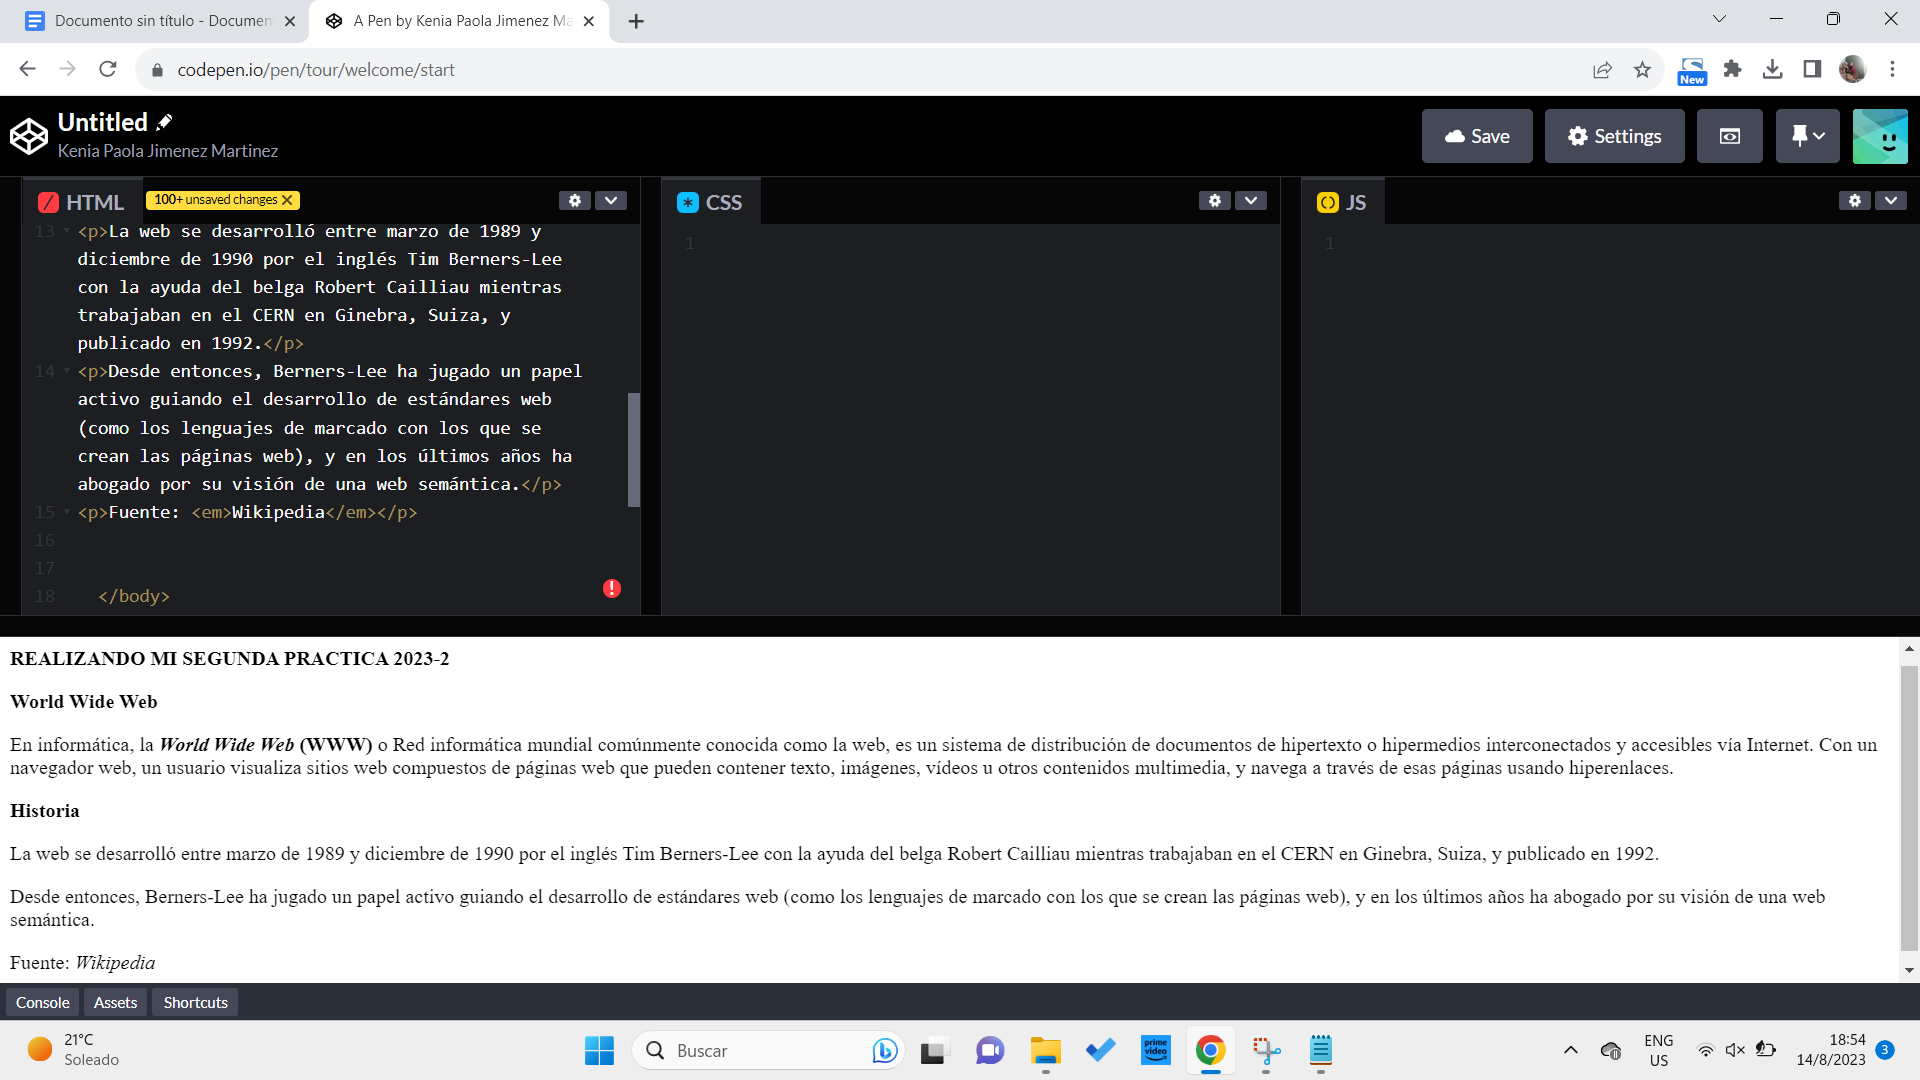 Documento sin título - Documen
A Pen by Kenia Paola Jimenez Ma
codepen.io/pen/tour/welcome/start
New
Untitled
Kenia Paola Jimenez Martinez
Save
Settings
HTML
100+ unsaved changes
CSS
JS
13 <p>La web se desarrolló entre marzo de 1989 y
diciembre de 1990 por el inglés Tim Berners-Lee
con la ayuda del belga Robert Cailliau mientras
trabajaban en el CERN en Ginebra, Suiza, y
publicado en 1992.</p>
14 <p>Desde entonces, Berners-Lee ha jugado un papel
activo guiando el desarrollo de estándares web
(como los lenguajes de marcado con los que se
crean las páginas web), y en los últimos años ha
abogado por su visión de una web semántica.</p>
15 <p>Fuente: <em>Wikipedia</em></p>
16
17
18 </body>
1
1
REALIZANDO MI SEGUNDA PRACTICA 2023-2
World Wide Web
En informática, la World Wide Web (WWW) o Red informática mundial comúnmente conocida como la web, es un sistema de distribución de documentos de hipertexto o hipermedios interconectados y accesibles vía Internet. Con un
navegador web, un usuario visualiza sitios web compuestos de páginas web que pueden contener texto, imágenes, vídeos u otros contenidos multimedia, y navega a través de esas páginas usando hiperenlaces.
Historia
La web se desarrolló entre marzo de 1989 y diciembre de 1990 por el inglés Tim Berners-Lee con la ayuda del belga Robert Cailliau mientras trabajaban en el CERN en Ginebra, Suiza, y publicado en 1992.
Desde entonces, Berners-Lee ha jugado un papel activo guiando el desarrollo de estándares web (como los lenguajes de marcado con los que se crean las páginas web), y en los últimos años ha abogado por su visión de una web
semántica.
Fuente: Wikipedia
Console
Assets
Shortcuts
21°C
Soleado
Buscar
prime
video
ENG
US
18:54
14/8/2023
3